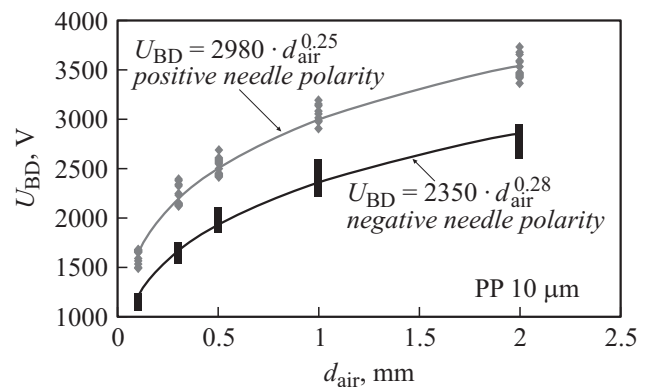 U_BD = 2980 · d_air^0.25
positive needle polarity
U_BD = 2350 · d_air^0.28
negative needle polarity
PP 10 μm
U_BD, V
4000
3500
3000
2500
2000
1500
1000
0 0.5 1 1.5 2 2.5
d_air, mm